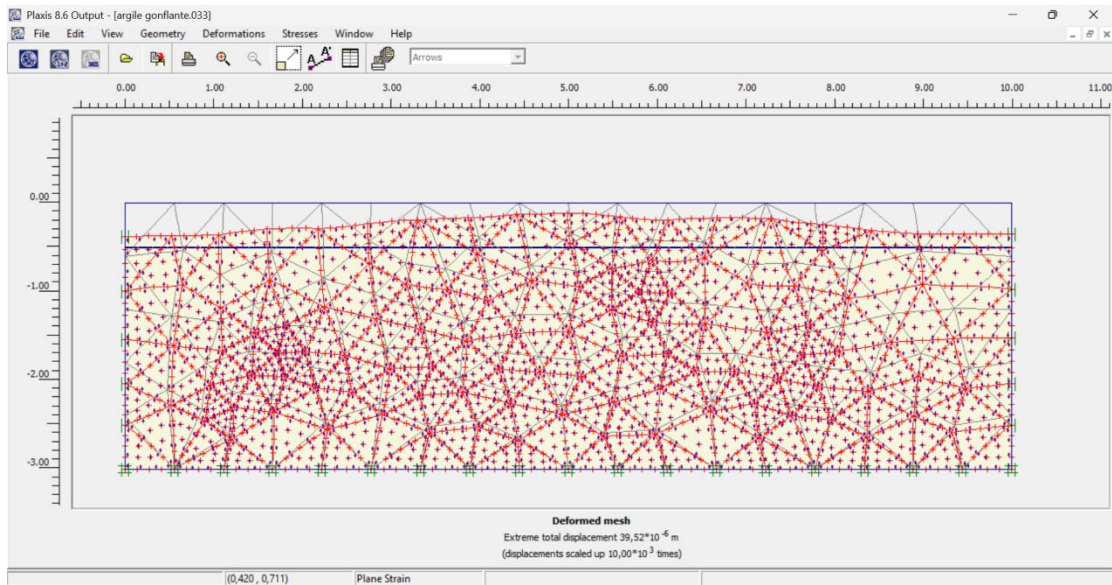 Plaxis 8.6 Output - [argile gonflante.033]
File Edit View Geometry Deformations Stresses Window Help
Arrows
0.00 1.00 2.00 3.00 4.00 5.00 6.00 7.00 8.00 9.00 10.00 11.00
0.00
-1.00
-2.00
-3.00
Deformed mesh
Extreme total displacement 39,52*10 -6 m
(displacements scaled up 10,00*10 3 times)
(0,420 , 0,711) Plane Strain